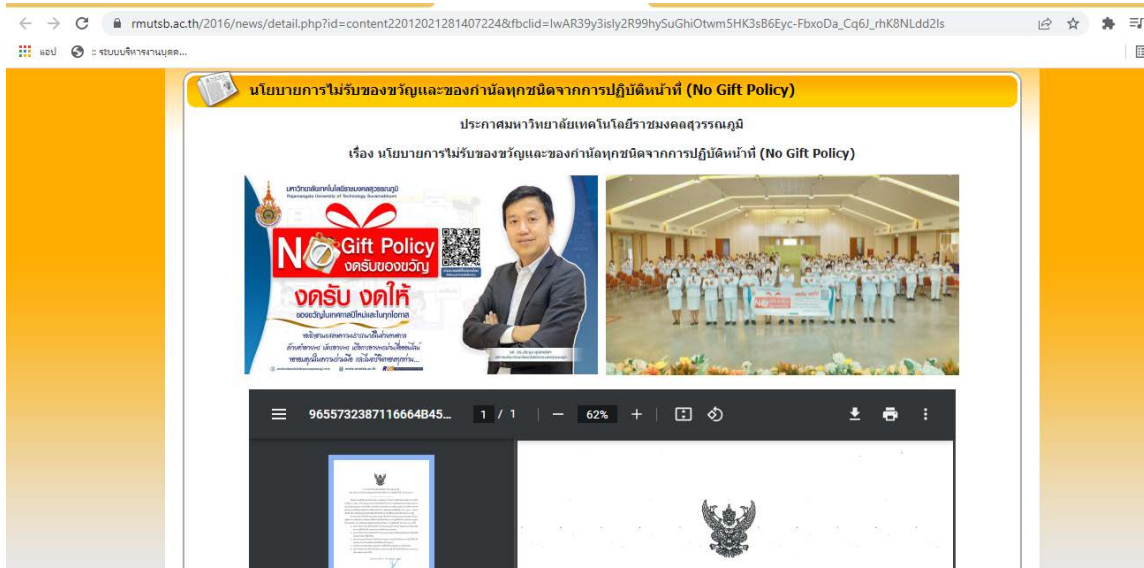 rmutsb.ac.th/2016/news/detail.php?id=content22012021281407224&fbclid=IwAR39y3isly2R99hySuGhiOtwm5HK3sB6Eyc-FbxoDa_Cq6J_rhK8NLdd2Is
แอป
:: ระบบบริหารงานบุคค...
นโยบายการไม่รับของขวัญและของกำนัลทุกชนิดจากการปฏิบัติหน้าที่ (No Gift Policy)
ประกาศมหาวิทยาลัยเทคโนโลยีราชมงคลสุวรรณภูมิ
เรื่อง นโยบายการไม่รับของขวัญและของกำนัลทุกชนิดจากการปฏิบัติหน้าที่ (No Gift Policy)
มหาวิทยาลัยเทคโนโลยีราชมงคลสุวรรณภูมิ
Rajamangala University of Technology Suvarnabhumi
NO Gift Policy
งดรับของขวัญ
งดรับ งดให้
ของขวัญในเทศกาลปีใหม่และในทุกโอกาส
9655732387116664B45...
1 / 1
62%